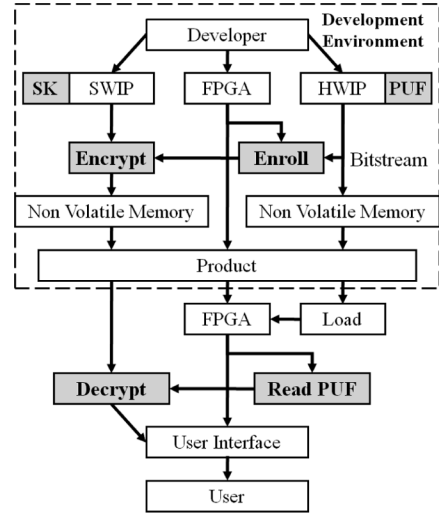 Development
Environment
Developer
SK SWIP FPGA HWIP PUF
Encrypt Enroll Bitstream
Non Volatile Memory Non Volatile Memory
Product
FPGA Load
Decrypt Read PUF
User Interface
User